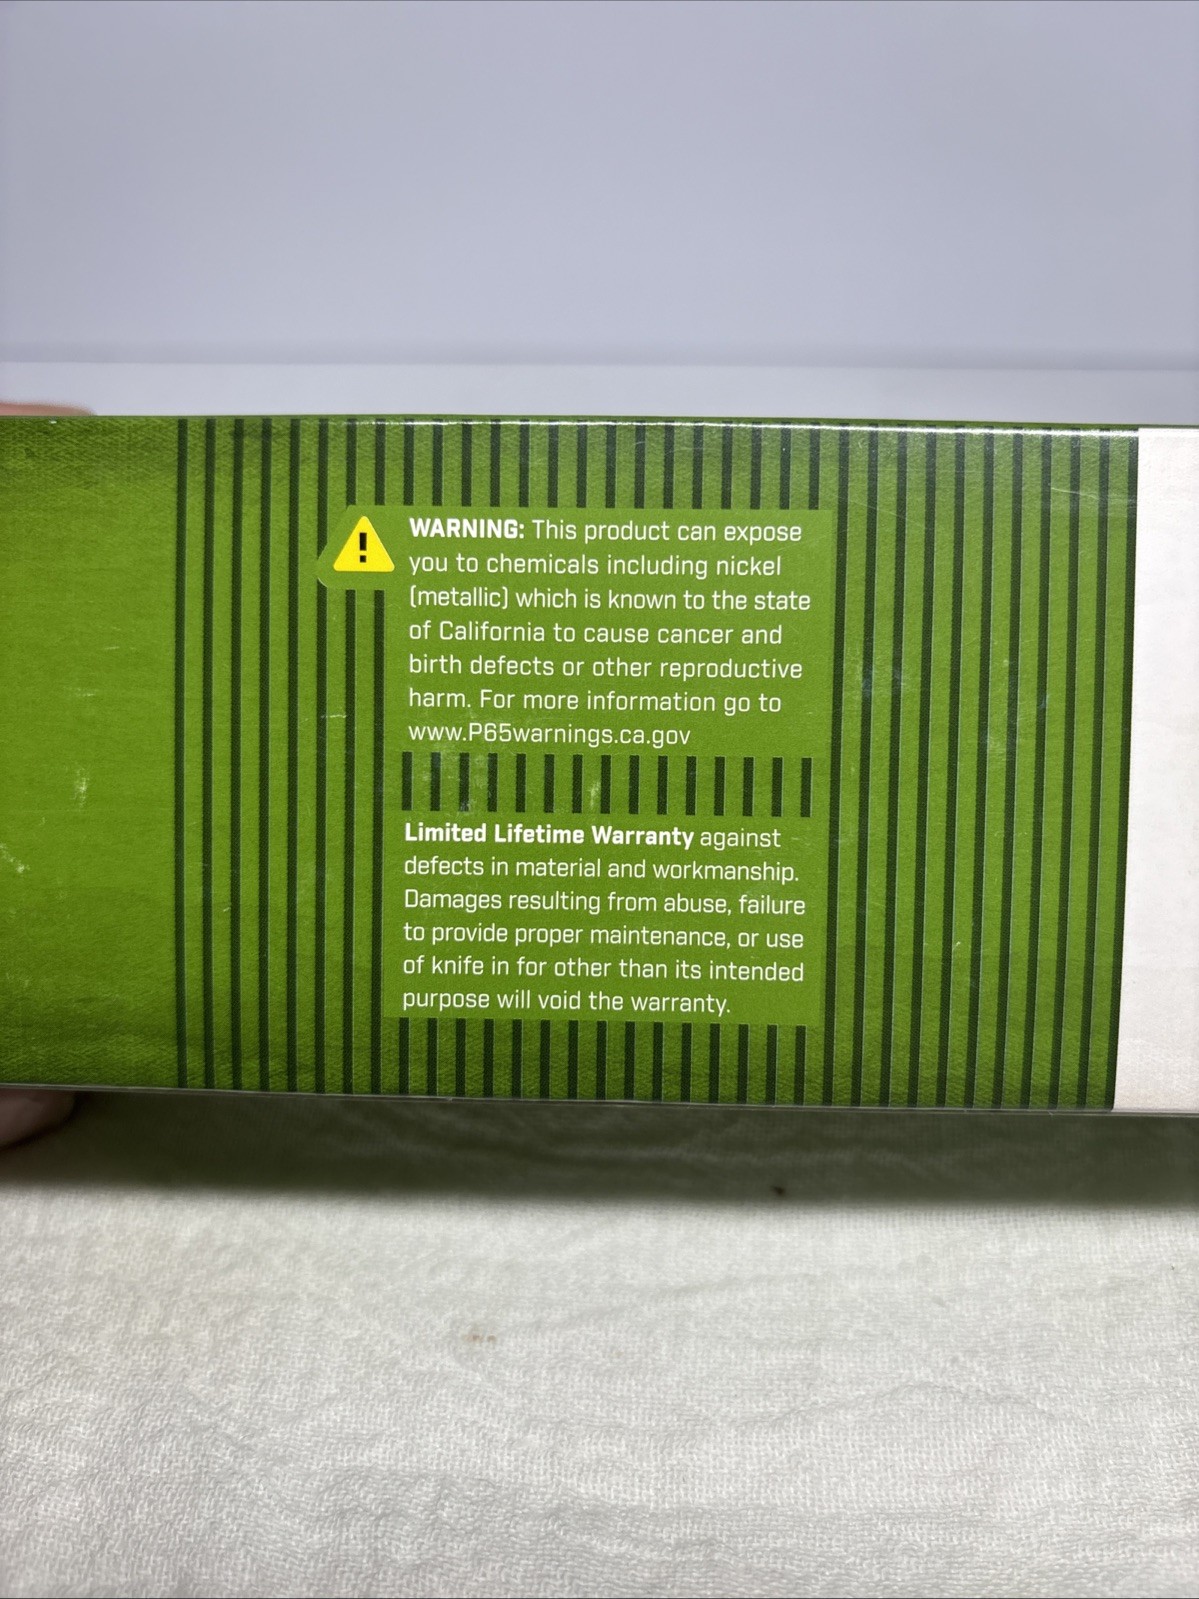 WARNING: This product can expose
you to chemicals including nickel
(metallic) which is known to the state
of California to cause cancer and
birth defects or other reproductive
harm. For more information go to
www.P65warnings.ca.gov
Limited Lifetime Warranty against
defects in material and workmanship.
Damages resulting from abuse, failure
to provide proper maintenance, or use
of knife in for other than its intended
purpose will void the warranty.